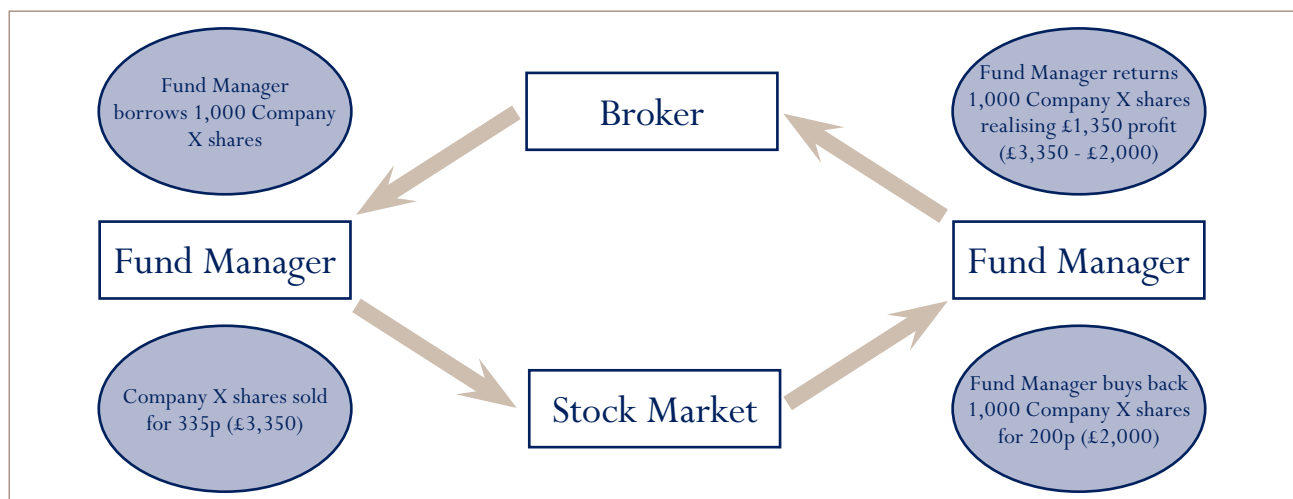 Fund Manager
borrows 1,000 Company
X shares
Broker
Fund Manager returns
1,000 Company X shares
realising £1,350 profit
(£3,350 - £2,000)
Fund Manager
Fund Manager
Company X shares sold
for 335p (£3,350)
Stock Market
Fund Manager buys back
1,000 Company X shares
for 200p (£2,000)